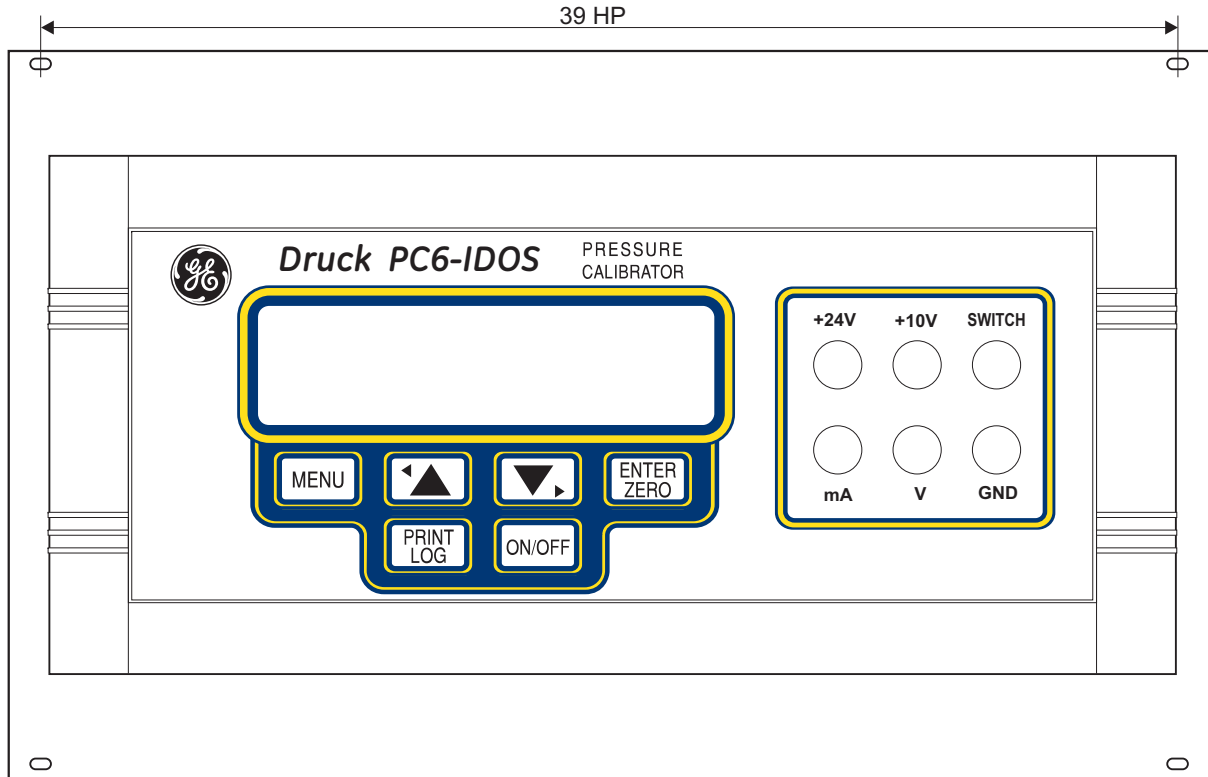 39 HP
GE
Druck PC6-IDOS
PRESSURE
CALIBRATOR
+24V +10V SWITCH
mA V GND
MENU
ENTER
ZERO
PRINT
LOG
ON/OFF